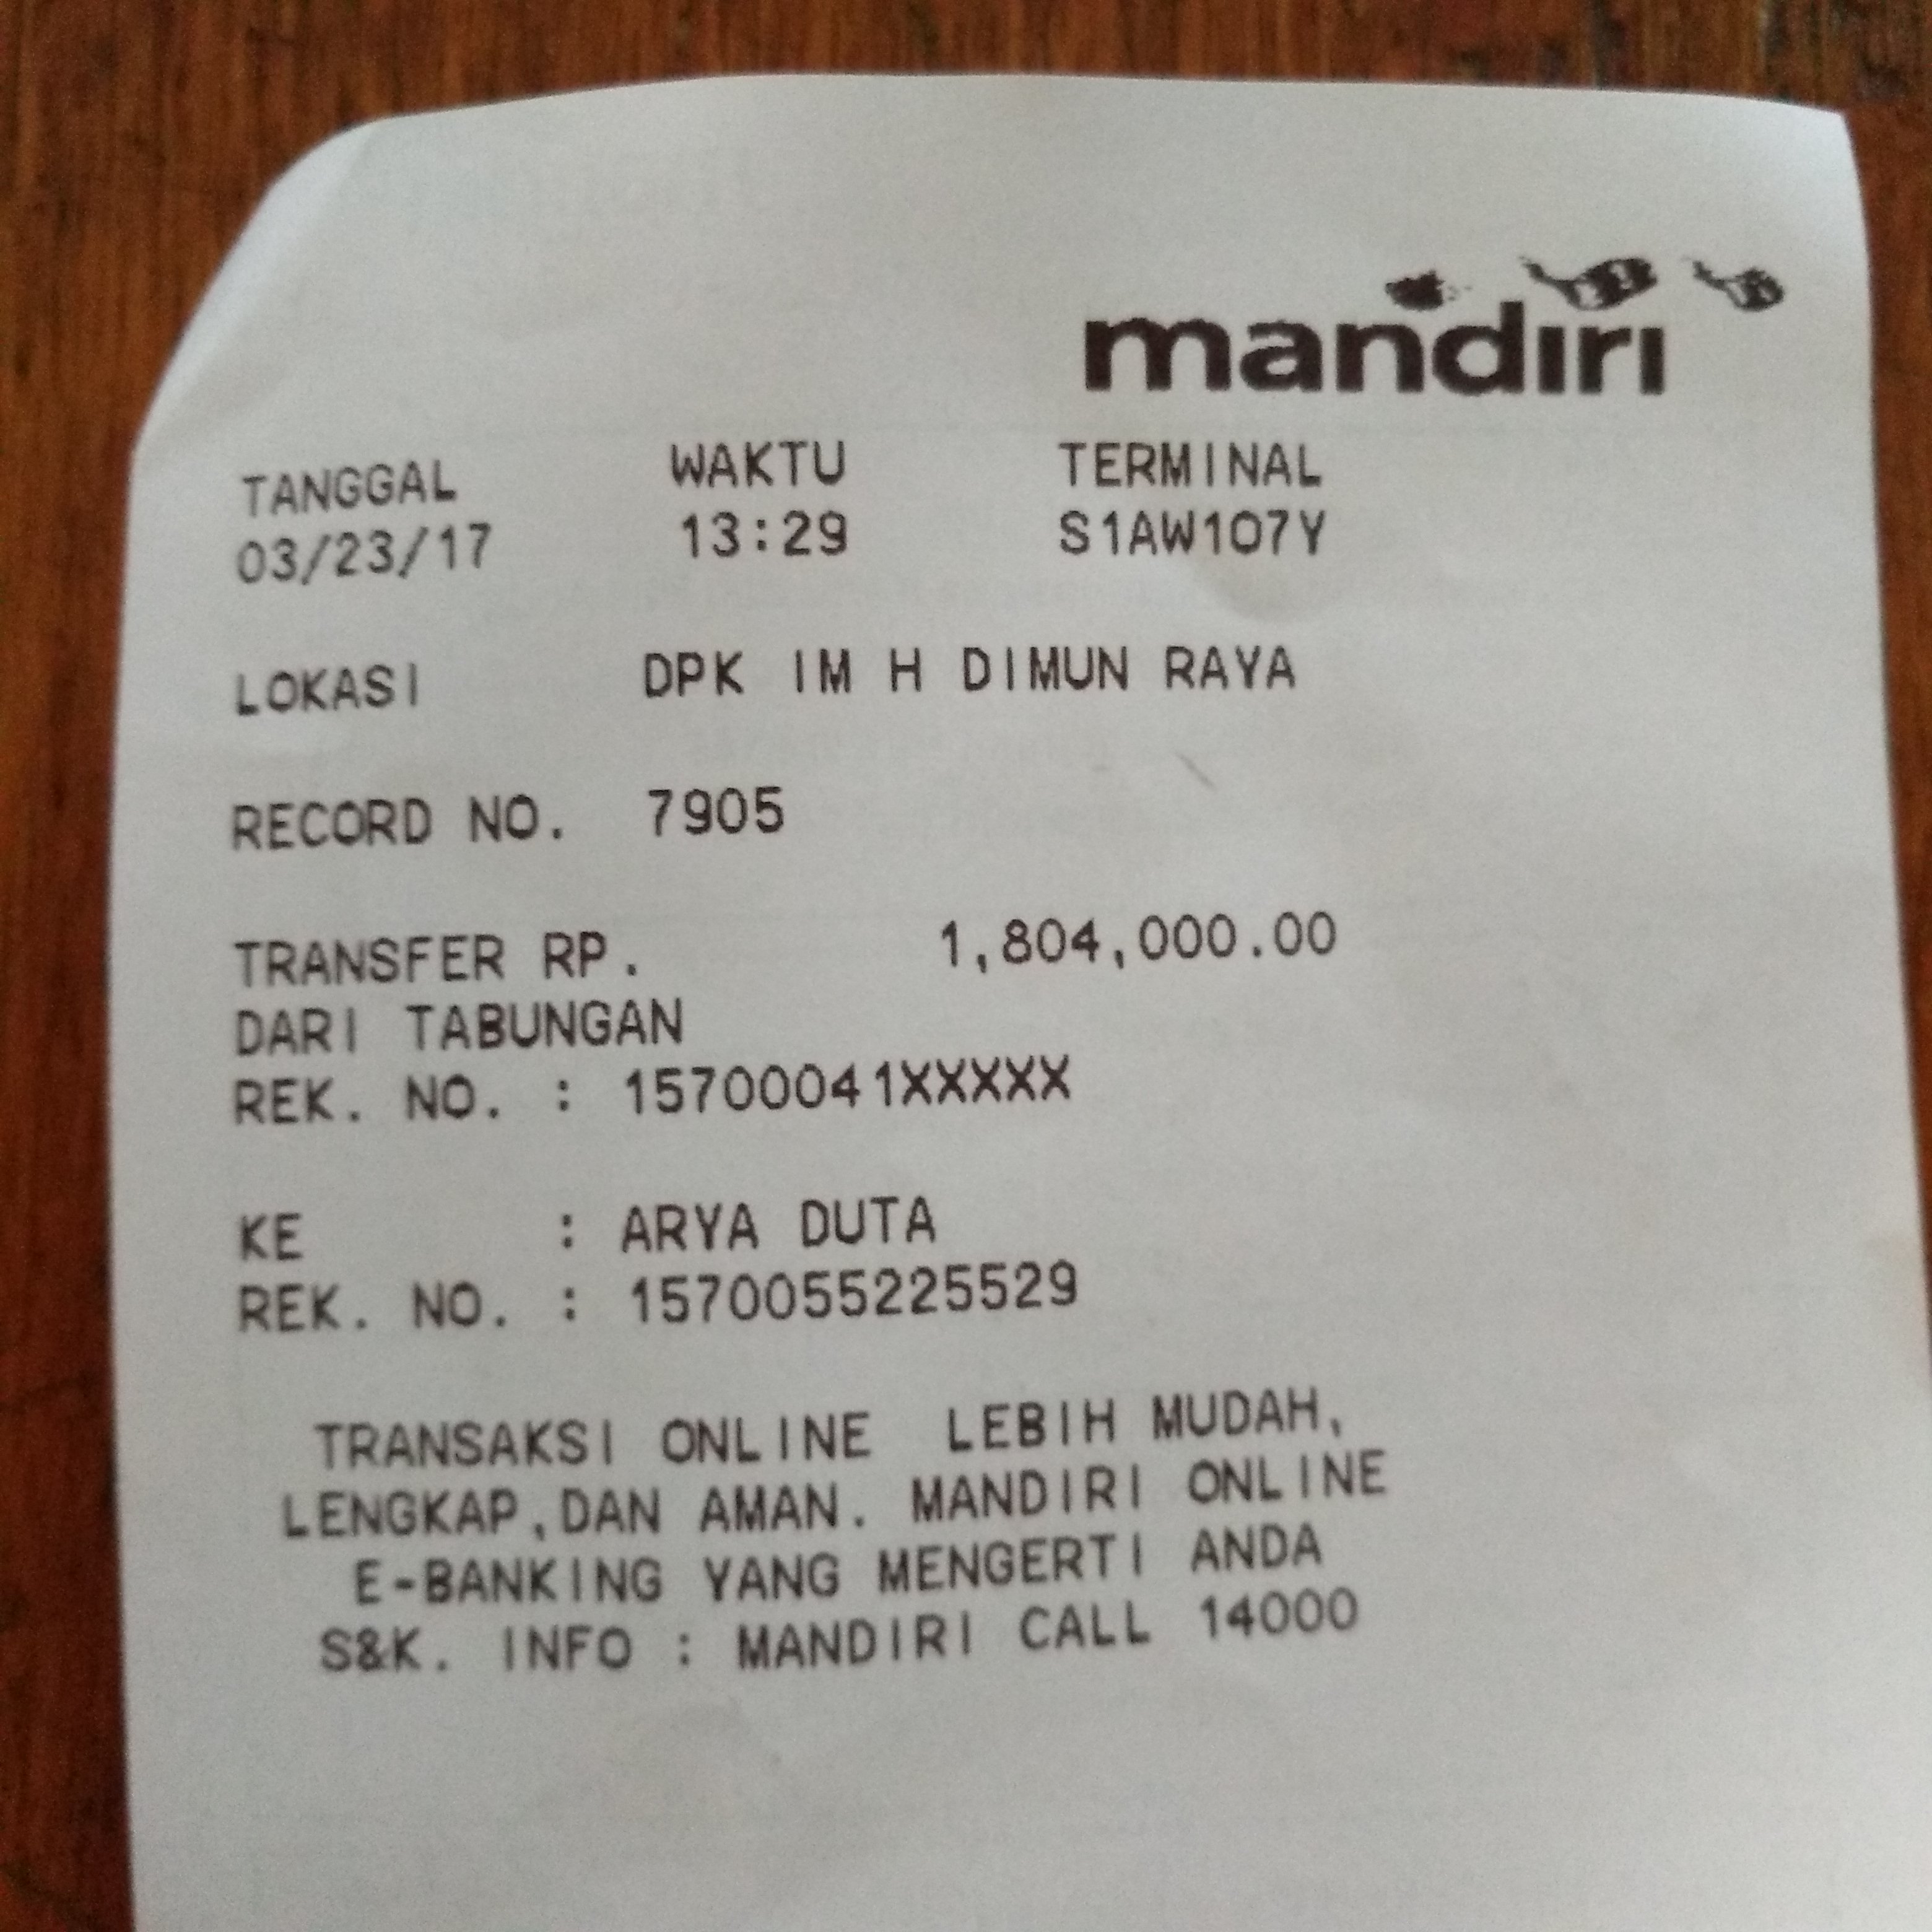 mandiri
TANGGAL WAKTU TERMINAL
03/23/17 13:29 S1AW107Y
LOKASI DPK IM H DIMUN RAYA
RECORD NO. 7905
TRANSFER RP. 1,804,000.00
DARI TABUNGAN
REK. NO. : 15700041XXXXX
KE : ARYA DUTA
REK. NO. : 1570055225529
TRANSAKSI ONLINE LEBIH MUDAH,
LENGKAP,DAN AMAN. MANDIRI ONLINE
E-BANKING YANG MENGERTI ANDA
S&K. INFO : MANDIRI CALL 14000